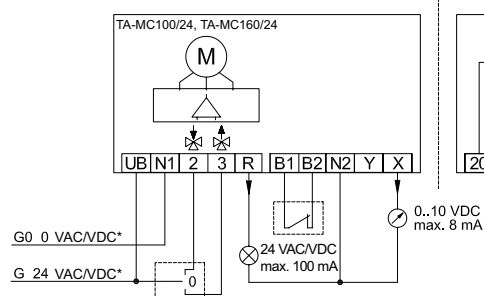 TA-MC100/24, TA-MC160/24
M
UB N1 2 3 R B1 B2 N2 Y X
20
0..10 VDC
max. 8 mA
G0 0 VAC/VDC*
24 VAC/VDC
max. 100 mA
G 24 VAC/VDC*
0